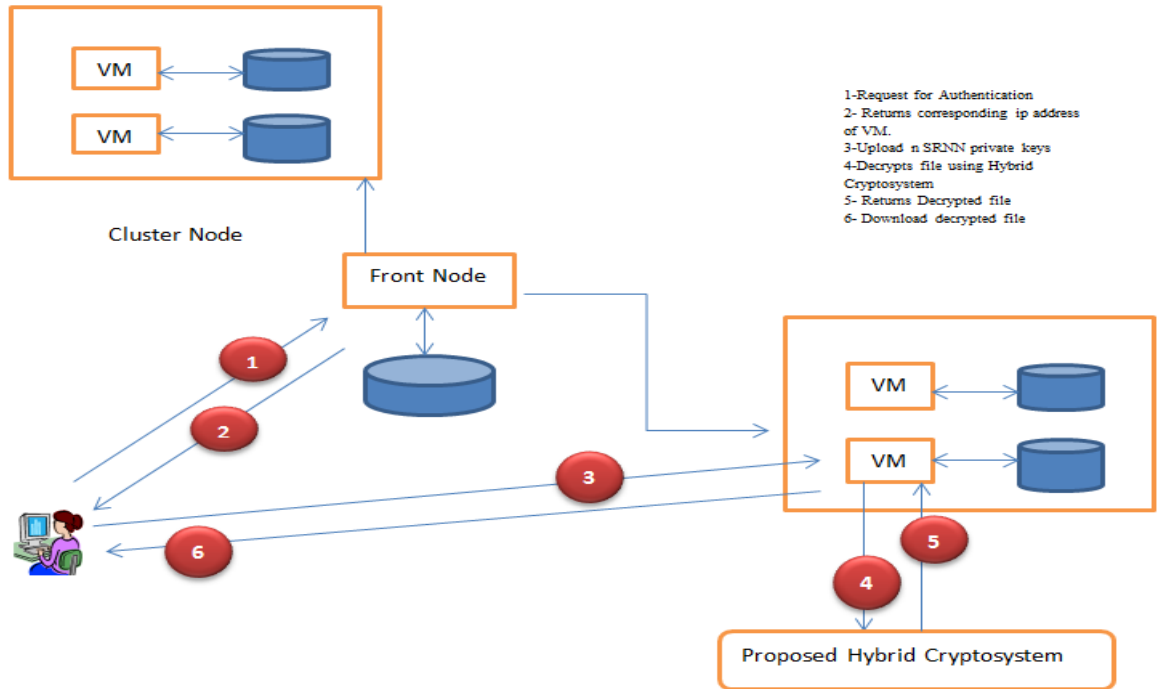 VM
VM
1-Request for Authentication
2- Returns corresponding ip address
of VM.
3-Upload n SRNN private keys
4-Decrypts file using Hybrid
Cryptosystem
5- Returns Decrypted file
6- Download decrypted file
Cluster Node
Front Node
1
2
VM
VM
3
6
5
4
Proposed Hybrid Cryptosystem